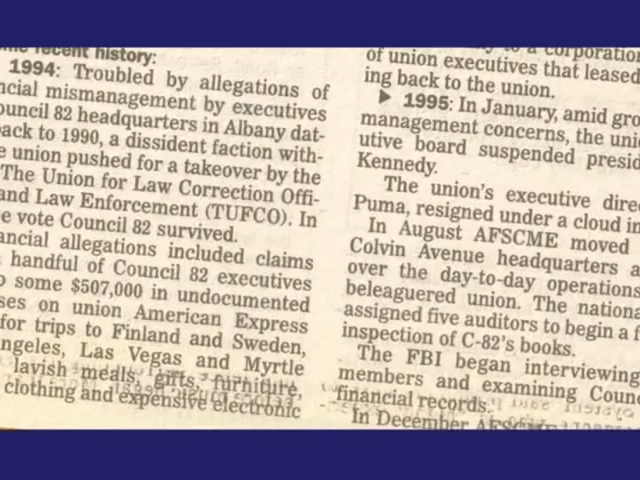 recent history:
1994: Troubled by allegations of
mismanagement by executives
82 headquarters in Albany dat-
back to 1990, a dissident faction with-
union pushed for a takeover by the
The Union for Law Correction Offi-
and Law Enforcement (TUFCO). In
vote Council 82 survived.
allegations included claims
handful of Council 82 executives
some $507,000 in undocumented
on union American Express
for trips to Finland and Sweden,
Las Vegas and Myrtle
lavish meals, gifts, furniture,
clothing and expensive electronic
to a corporation
of union executives that leased
ing back to the union.
▶ 1995: In January, amid gro
management concerns, the unio
utive board suspended presid
Kennedy.
The union's executive dire
Puma, resigned under a cloud in
In August AFSCME moved
Colvin Avenue headquarters a
over the day-to-day operations
beleaguered union. The nationa
assigned five auditors to begin a f
inspection of C-82's books.
The FBI began interviewing
members and examining Counc
financial records.
In December AFSCME